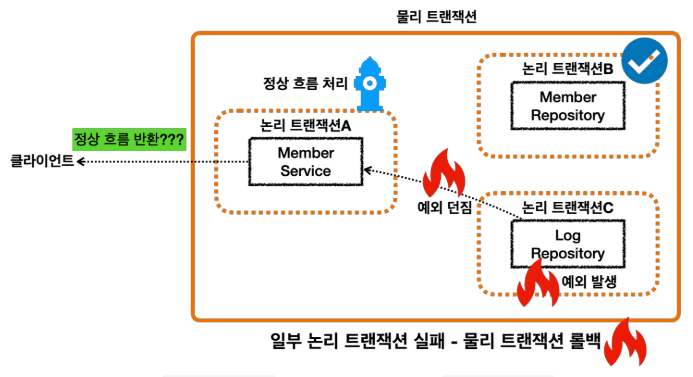 물리 트랜잭션
정상 흐름 처리
논리 트랜잭션B
Member
Repository
정상 흐름 반환???
논리 트랜잭션A
클라이언트
Member
Service
예외 던짐
논리 트랜잭션C
Log
Repository
예외 발생
일부 논리 트랜잭션 실패 - 물리 트랜잭션 롤백